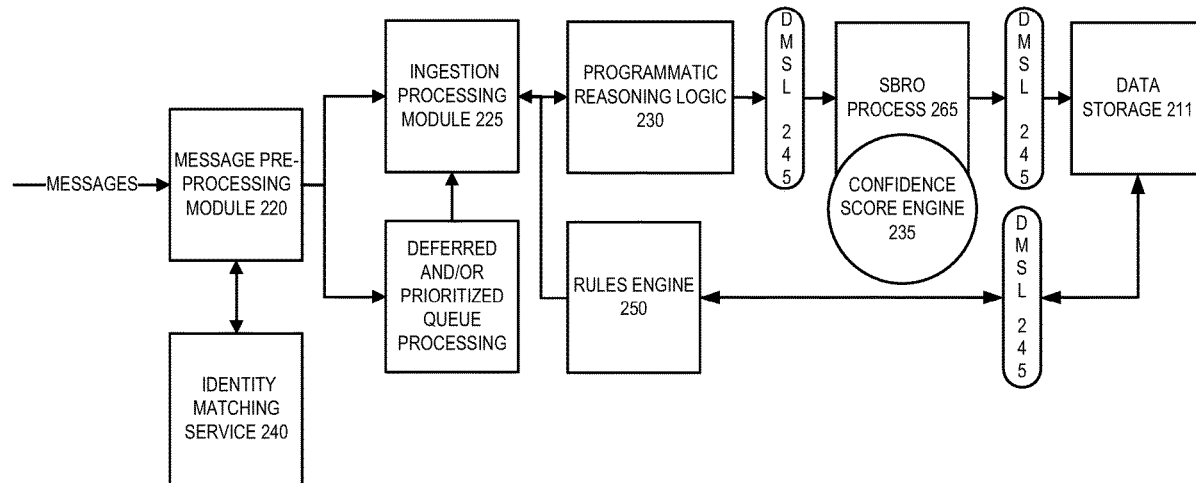 MESSAGES
MESSAGE PRE-
PROCESSING
MODULE 220
IDENTITY
MATCHING
SERVICE 240
INGESTION
PROCESSING
MODULE 225
DEFERRED
AND/OR
PRIORITIZED
QUEUE
PROCESSING
PROGRAMMATIC
REASONING LOGIC
230
RULES ENGINE
250
D
M
S
L
2
4
5
SBRO
PROCESS 265
CONFIDENCE
SCORE ENGINE
235
D
M
S
L
2
4
5
D
M
S
L
2
4
5
DATA
STORAGE 211